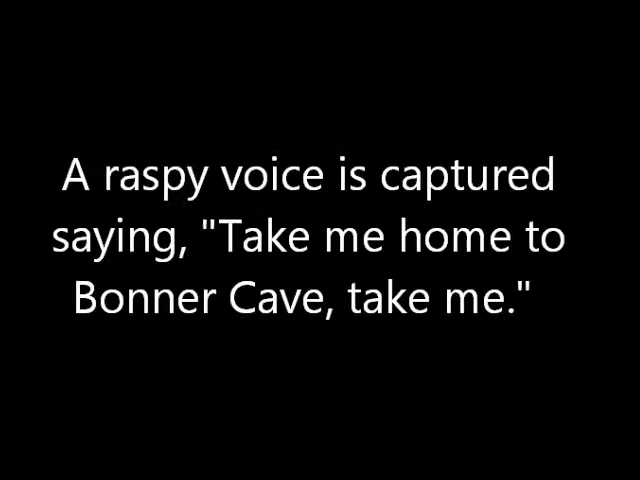 A raspy voice is captured
saying, "Take me home to
Bonner Cave, take me."